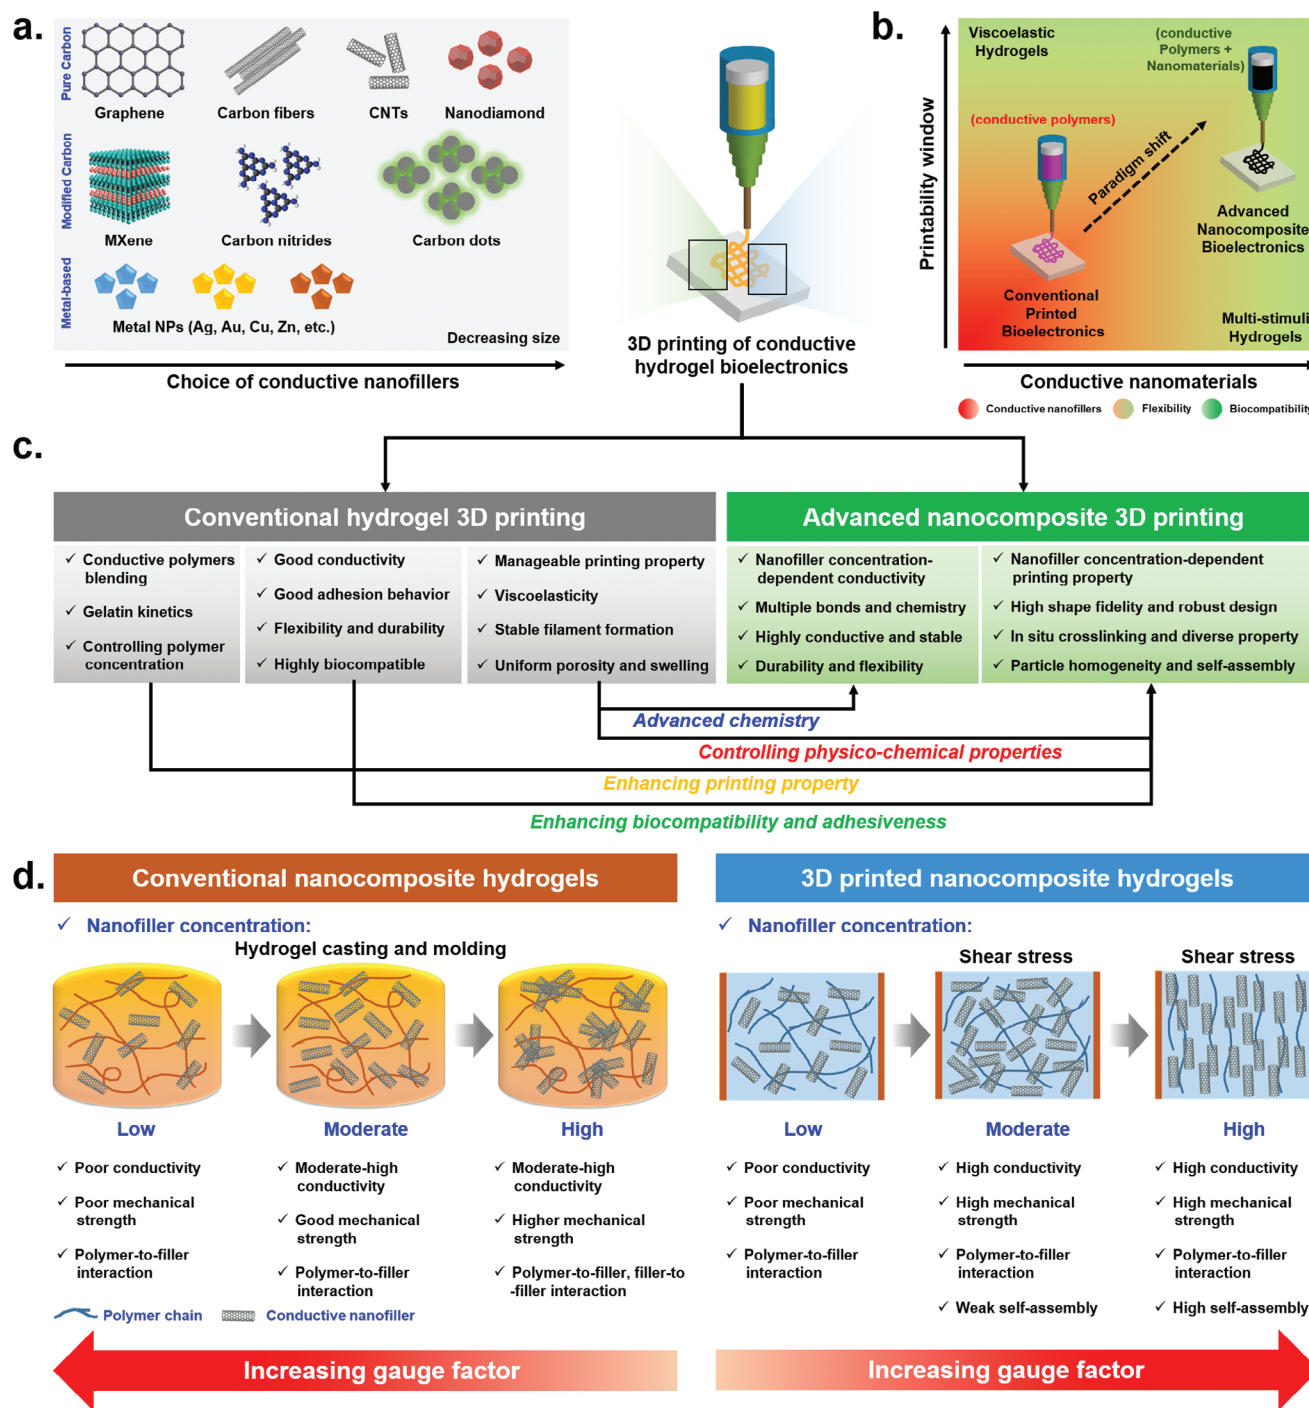 a.
Pure Carbon
Graphene
Carbon fibers
CNTs
Nanodiamond
Modified Carbon
MXene
Carbon nitrides
Carbon dots
Metal-based
Metal NPs (Ag, Au, Cu, Zn, etc.)
Decreasing size
Choice of conductive nanofillers
3D printing of conductive
hydrogel bioelectronics
b.
Printability window
Viscoelastic
Hydrogels
(conductive
Polymers +
Nanomaterials)
(conductive polymers)
Paradigm shift
Advanced
Nanocomposite
Bioelectronics
Conventional
Printed
Bioelectronics
Multi-stimuli
Hydrogels
Conductive nanomaterials
Conductive nanofillers
Flexibility
Biocompatibility
c.
Conventional hydrogel 3D printing
✓ Conductive polymers
blending
✓ Gelatin kinetics
✓ Controlling polymer
concentration
✓ Good conductivity
✓ Good adhesion behavior
✓ Flexibility and durability
✓ Highly biocompatible
✓ Manageable printing property
✓ Viscoelasticity
✓ Stable filament formation
✓ Uniform porosity and swelling
Advanced nanocomposite 3D printing
✓ Nanofiller concentration-
dependent conductivity
✓ Multiple bonds and chemistry
✓ Highly conductive and stable
✓ Durability and flexibility
✓ Nanofiller concentration-dependent
printing property
✓ High shape fidelity and robust design
✓ In situ crosslinking and diverse property
✓ Particle homogeneity and self-assembly
Advanced chemistry
Controlling physico-chemical properties
Enhancing printing property
Enhancing biocompatibility and adhesiveness
d.
Conventional nanocomposite hydrogels
✓ Nanofiller concentration:
Hydrogel casting and molding
Low
✓ Poor conductivity
✓ Poor mechanical
strength
✓ Polymer-to-filler
interaction
Moderate
✓ Moderate-high
conductivity
✓ Good mechanical
strength
✓ Polymer-to-filler
interaction
High
✓ Moderate-high
conductivity
✓ Higher mechanical
strength
✓ Polymer-to-filler, filler-to
-filler interaction
Polymer chain
Conductive nanofiller
Increasing gauge factor
3D printed nanocomposite hydrogels
✓ Nanofiller concentration:
Shear stress
Shear stress
Low
✓ Poor conductivity
✓ Poor mechanical
strength
✓ Polymer-to-filler
interaction
Moderate
✓ High conductivity
✓ High mechanical
strength
✓ Polymer-to-filler
interaction
✓ Weak self-assembly
High
✓ High conductivity
✓ High mechanical
strength
✓ Polymer-to-filler
interaction
✓ High self-assembly
Increasing gauge factor